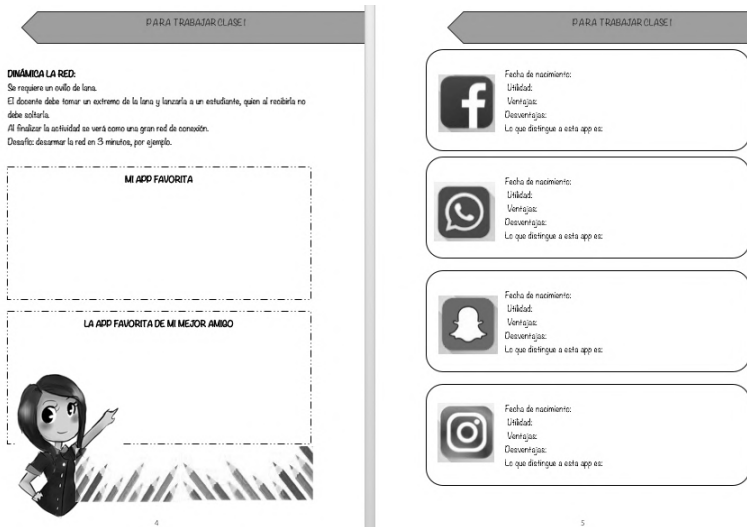 PARA TRABAJAR CLASE 1
DINÁMICA LA RED:
Se requiere un ovillo de lana.
El docente debe tomar un extremo de la lana y lanzarla a un estudiante, quien al recibirla no
debe soltarla.
Al finalizar la actividad se verá como una gran red de conexión.
Desafío: desarmar la red en 3 minutos, por ejemplo.
MI APP FAVORITA
LA APP FAVORITA DE MI MEJOR AMIGO
4
PARA TRABAJAR CLASE 1
Fecha de nacimiento:
Utilidad:
Ventajas:
Desventajas:
Lo que distingue a esta app es:
Fecha de nacimiento:
Utilidad:
Ventajas:
Desventajas:
Lo que distingue a esta app es:
Fecha de nacimiento:
Utilidad:
Ventajas:
Desventajas:
Lo que distingue a esta app es:
Fecha de nacimiento:
Utilidad:
Ventajas:
Desventajas:
Lo que distingue a esta app es:
5